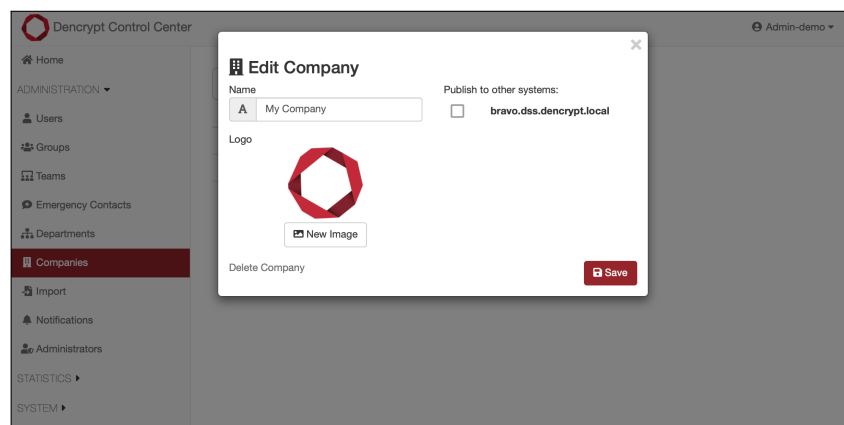 Dencrypt Control Center
Admin-demo
Home
ADMINISTRATION
Users
Groups
Teams
Emergency Contacts
Departments
Companies
Import
Notifications
Administrators
STATISTICS
SYSTEM
×
Edit Company
Name
A My Company
Publish to other systems:
bravo.dss.dencrypt.local
Logo
New Image
Delete Company
Save